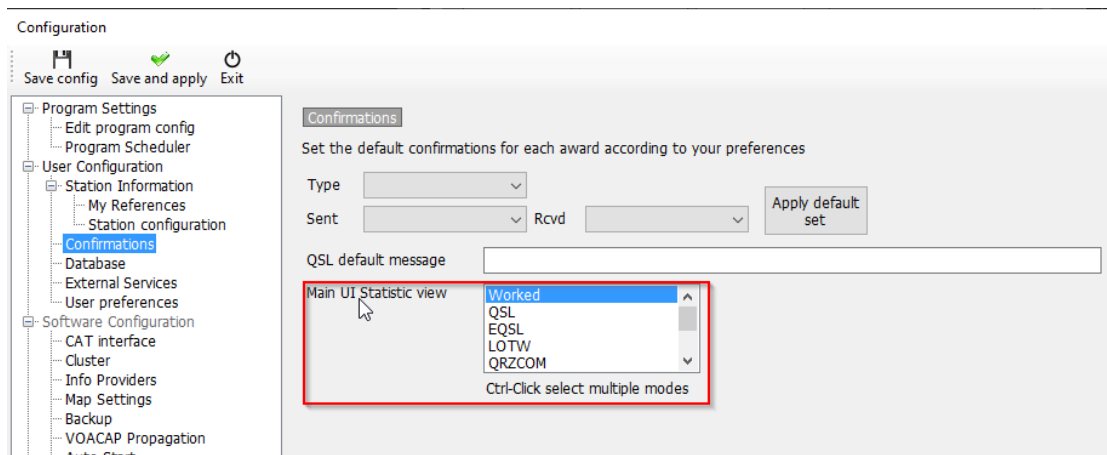 Configuration
Save config Save and apply Exit
Program Settings
Edit program config
Program Scheduler
User Configuration
Station Information
My References
Station configuration
Confirmations
Database
External Services
User preferences
Software Configuration
CAT interface
Cluster
Info Providers
Map Settings
Backup
VOACAP Propagation
Auto Start
Confirmations
Set the default confirmations for each award according to your preferences
Type
Sent Rcvd
Apply default
set
QSL default message
Main UI Statistic view
Worked
QSL
EQSL
LOTW
QRZCOM
Ctrl-Click select multiple modes